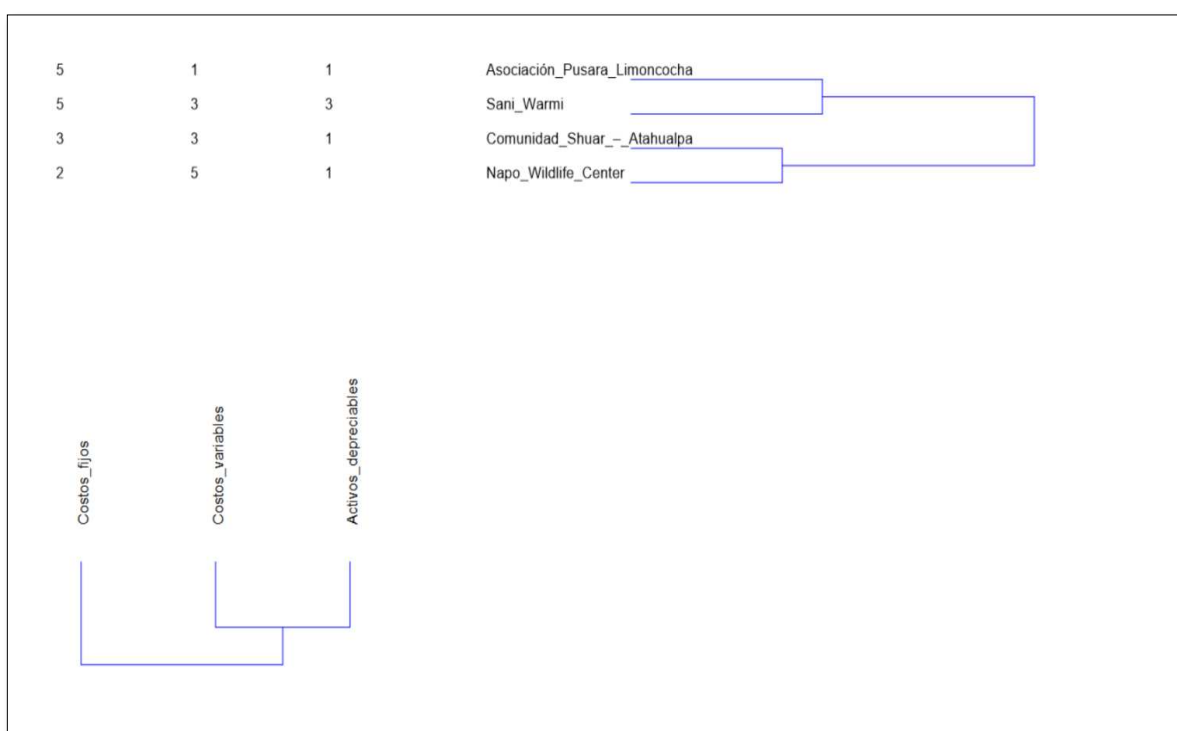 5 1 1 Asociación_Pusara_Limoncocha
5 3 3 Sani_Warmi
3 3 1 Comunidad_Shuar_–_Atahualpa
2 5 1 Napo_Wildlife_Center
Costos_fijos
Costos_variables
Activos_depreciables